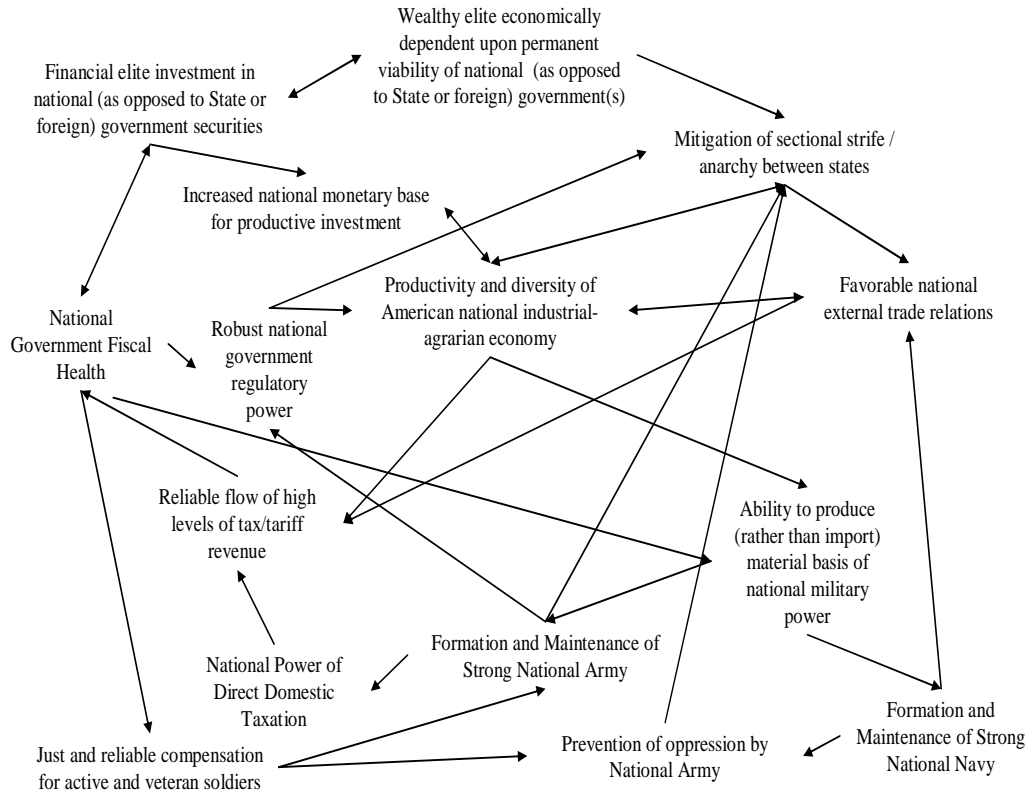 Wealthy elite economically
dependent upon permanent
viability of national (as opposed
to State or foreign) government(s)
Financial elite investment in
national (as opposed to State or
foreign) government securities
Mitigation of sectional strife /
anarchy between states
Increased national monetary base
for productive investment
Productivity and diversity of
American national industrial-
agrarian economy
Favorable national
external trade relations
National
Government Fiscal
Health
Robust national
government
regulatory
power
Reliable flow of high
levels of tax/tariff
revenue
Ability to produce
(rather than import)
material basis of
national military
power
Formation and Maintenance of
Strong National Army
National Power of
Direct Domestic
Taxation
Formation and
Maintenance of Strong
National Navy
Just and reliable compensation
for active and veteran soldiers
Prevention of oppression by
National Army